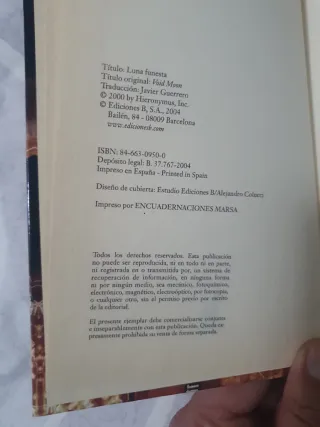 Título: Luna funesta
Título original: Void Moon
Traducción: Javier Guerrero
© 2000 by Hieronymus, Inc.
© Ediciones B, S.A., 2004
Bailén, 84 - 08009 Barcelona
www.edicionesb.com
ISBN: 84-663-0950-0
Depósito legal: B. 37.767-2004
Impreso en España - Printed in Spain
Diseño de cubierta: Estudio Ediciones B/Alejandro Colucci
Impreso por ENCUADERNACIONES MARSA
Todos los derechos reservados. Esta publicación
no puede ser reproducida, ni en todo ni en parte,
ni registrada en o transmitida por, un sistema de
recuperación de información, en ninguna forma
ni por ningún medio, sea mecánico, fotoquímico,
electrónico, magnético, electroóptico, por fotocopia,
o cualquier otro, sin el permiso previo por escrito
de la editorial.
El presente ejemplar debe comercializarse conjunta
e inseparablemente con esta publicación. Queda ex-
presamente prohibida su venta de forma separada.